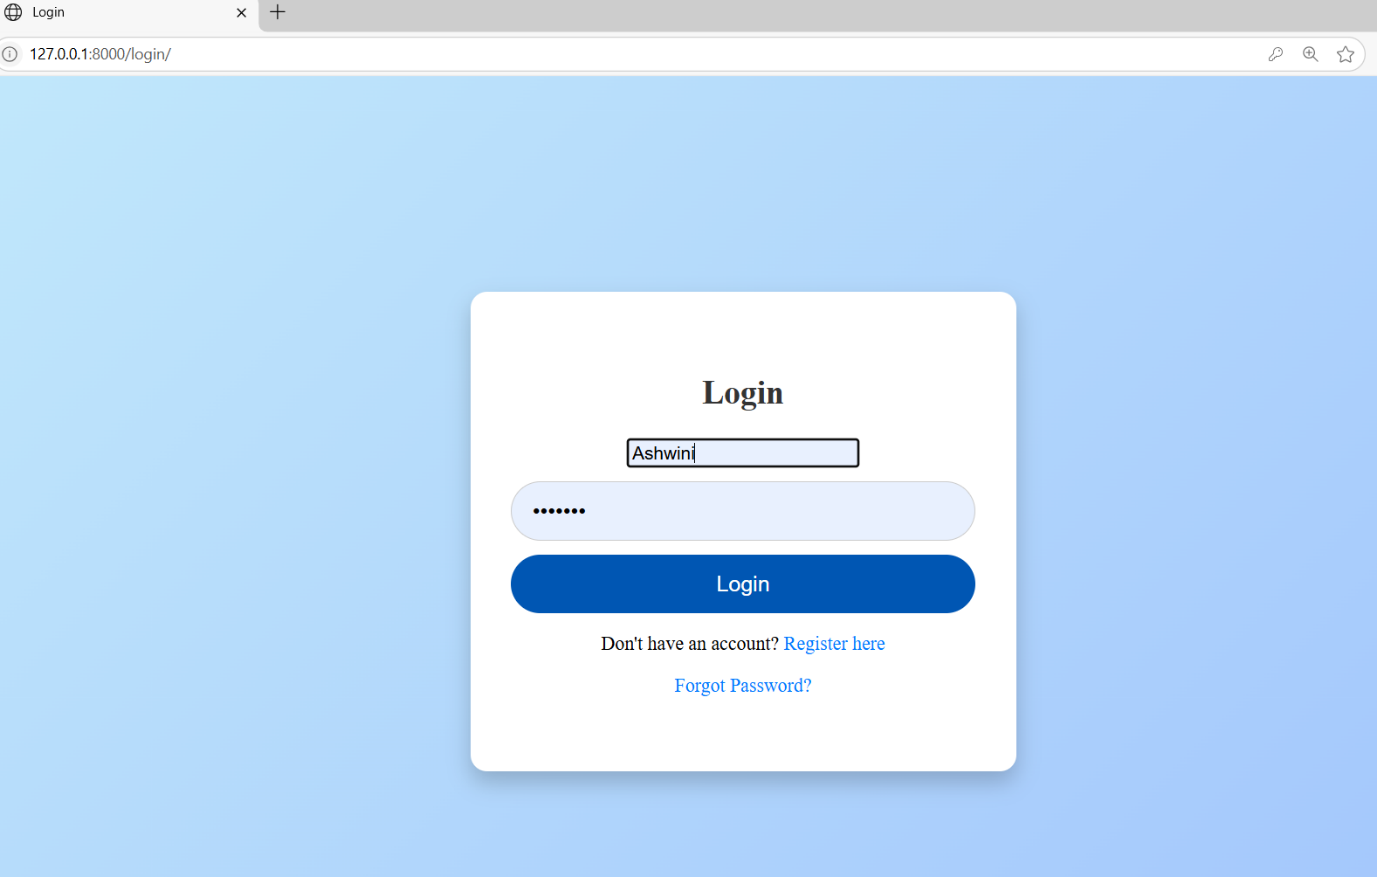 Login
127.0.0.1:8000/login/
Login
Ashwini
•••••••
Login
Don't have an account? Register here
Forgot Password?